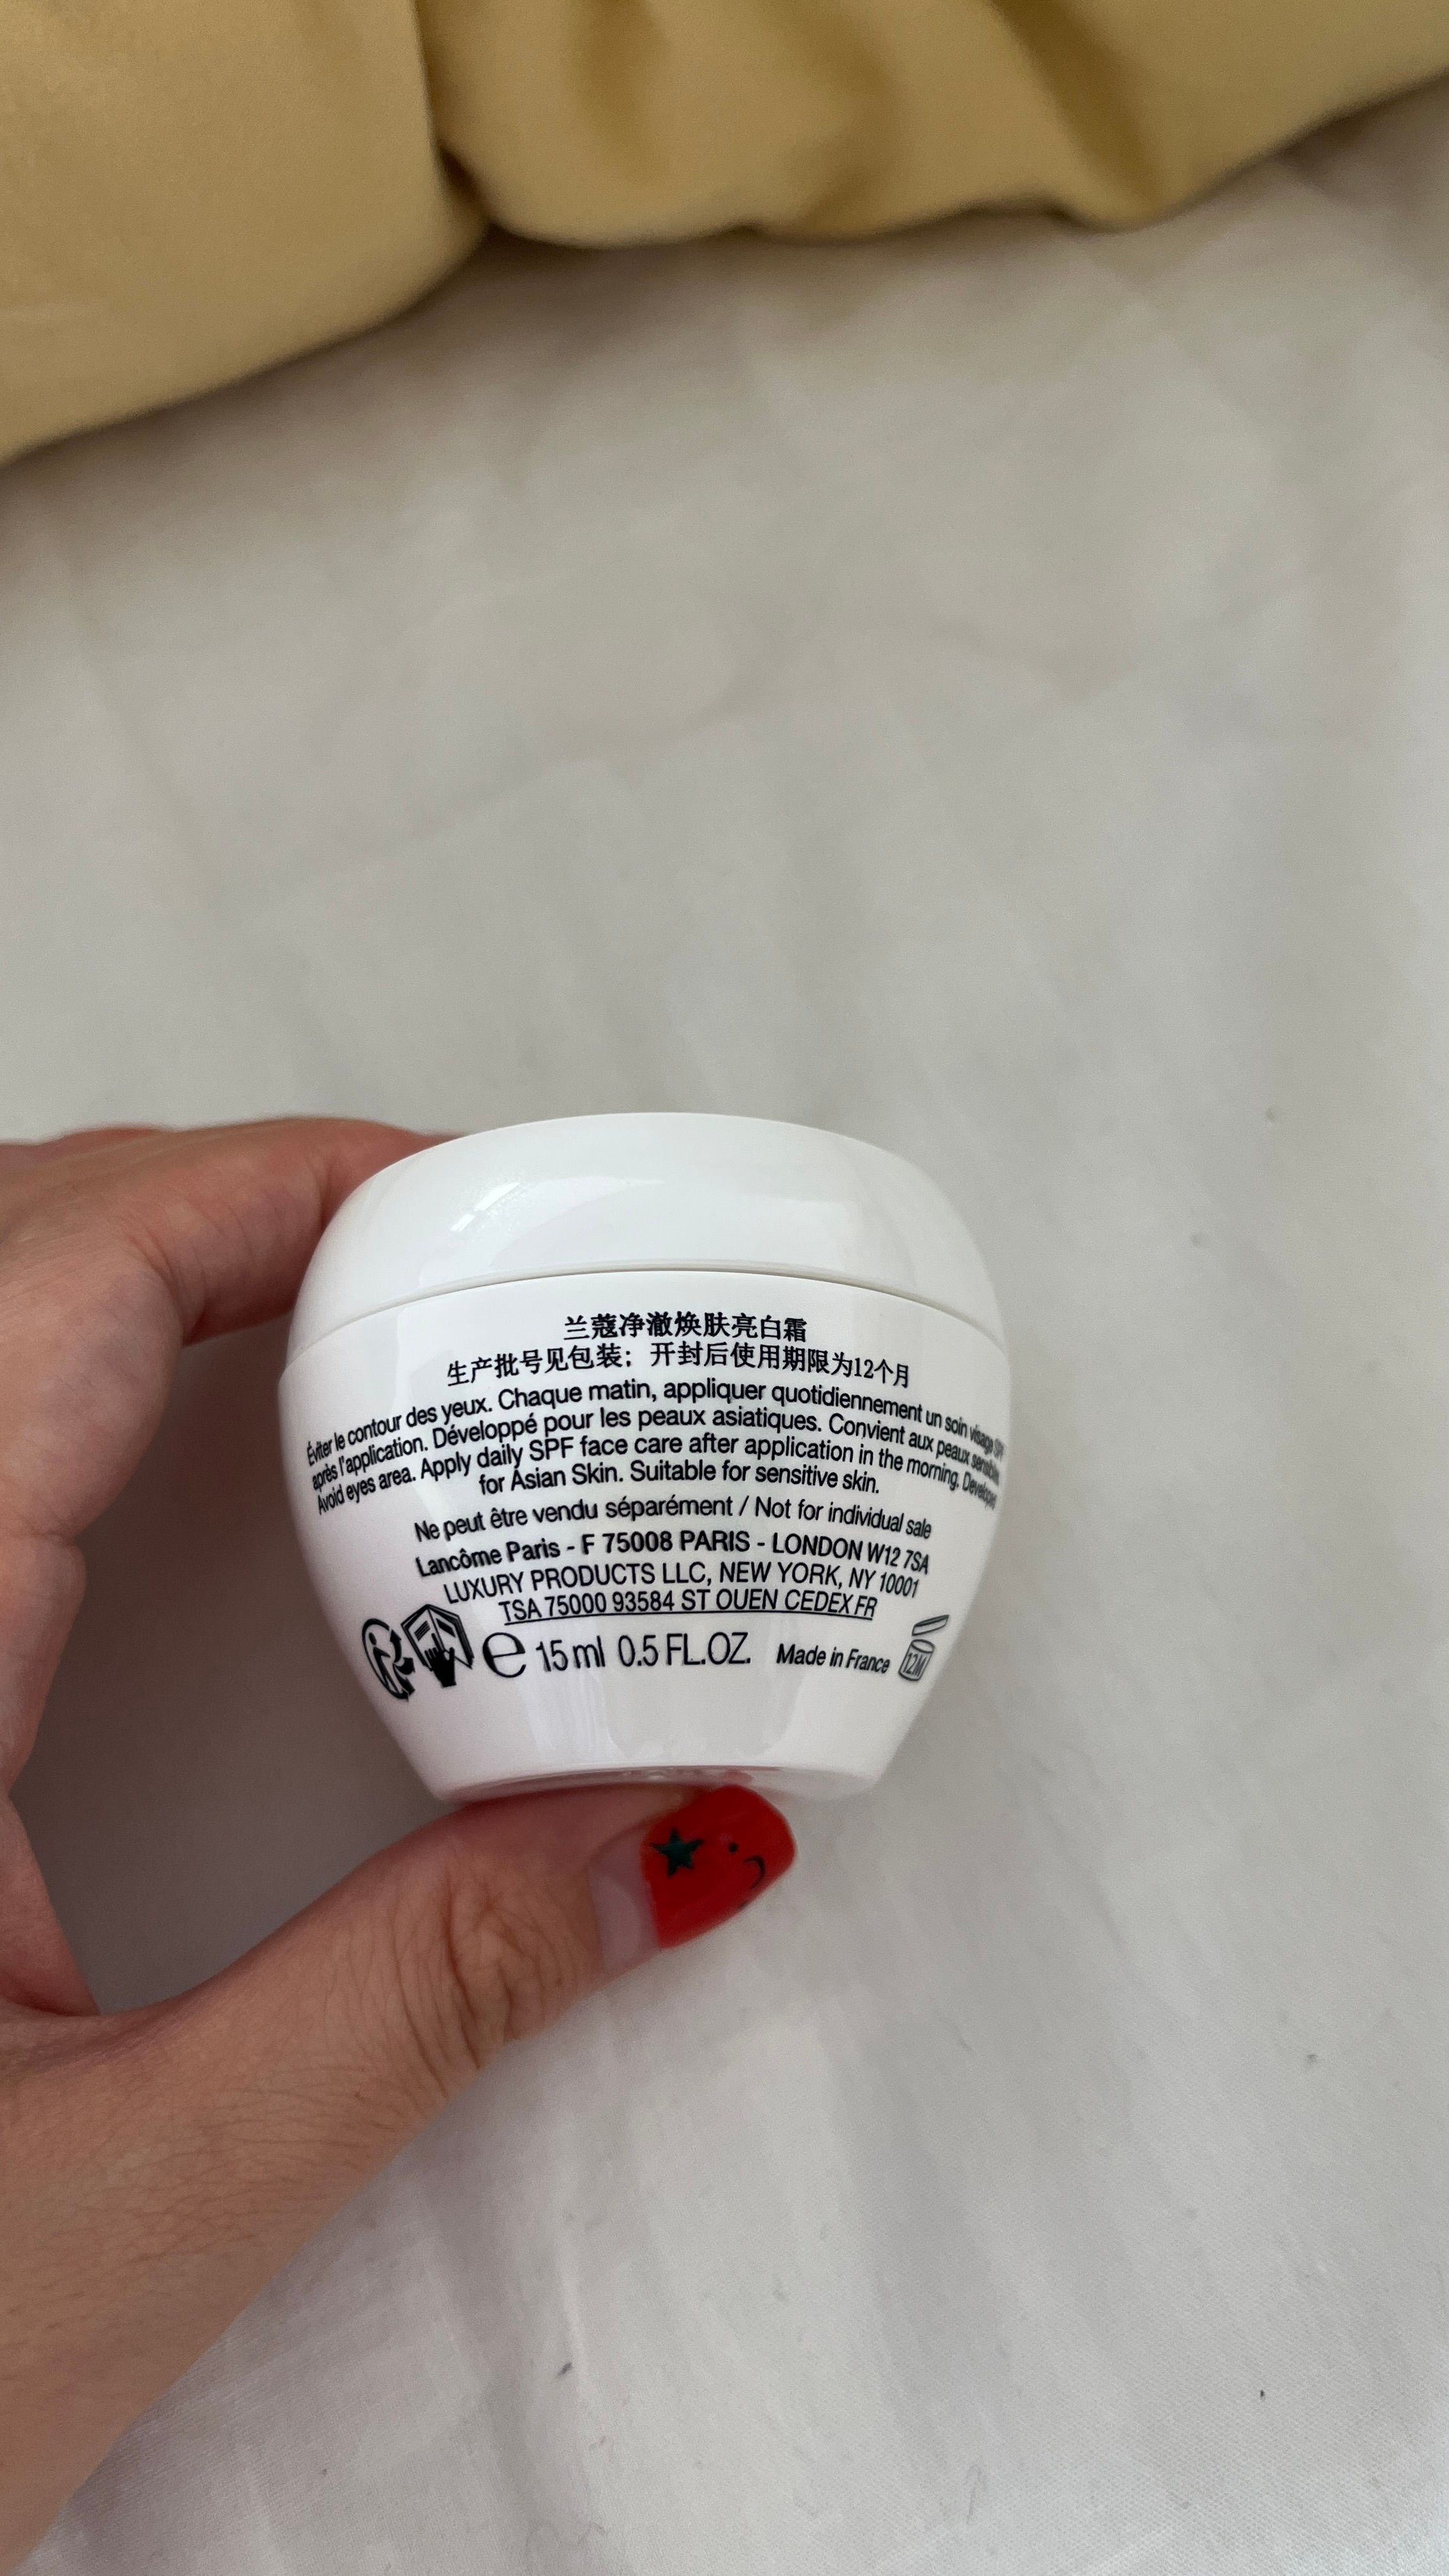 兰蔻净澈焕肤亮白霜
生产批号见包装；开封后使用期限为12个月
Éviter le contour des yeux. Chaque matin, appliquer quotidiennement un soin visage SPF
après l'application. Développé pour les peaux asiatiques. Convient aux peaux sensibles.
Avoid eyes area. Apply daily SPF face care after application in the morning. Developed
for Asian Skin. Suitable for sensitive skin.
Ne peut être vendu séparément / Not for individual sale
Lancôme Paris - F 75008 PARIS - LONDON W12 7SA
LUXURY PRODUCTS LLC, NEW YORK, NY 10001
TSA 75000 93584 ST OUEN CEDEX FR
e 15 ml 0.5 FL.OZ. Made in France 12M